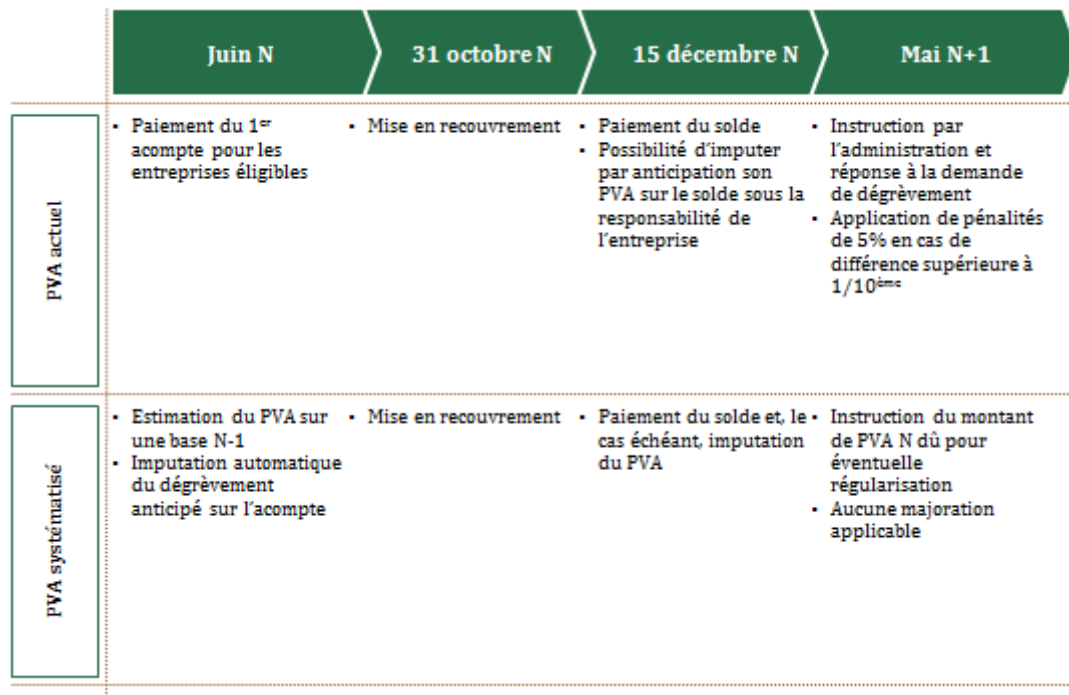 Juin N
31 octobre N
15 décembre N
Mai N+1
PVA actuel
▪ Paiement du 1er
acompte pour les
entreprises éligibles
▪ Mise en recouvrement
▪ Paiement du solde
▪ Possibilité d'imputer
par anticipation son
PVA sur le solde sous la
responsabilité de
l'entreprise
▪ Instruction par
l'administration et
réponse à la demande
de dégrèvement
▪ Application de pénalités
de 5% en cas de
différence supérieure à
1/10ème
PVA systématisé
▪ Estimation du PVA sur
une base N-1
▪ Imputation automatique
du dégrèvement
anticipé sur l'acompte
▪ Mise en recouvrement
▪ Paiement du solde et, le
cas échéant, imputation
du PVA
▪ Instruction du montant
de PVA N dû pour
éventuelle
régularisation
▪ Aucune majoration
applicable